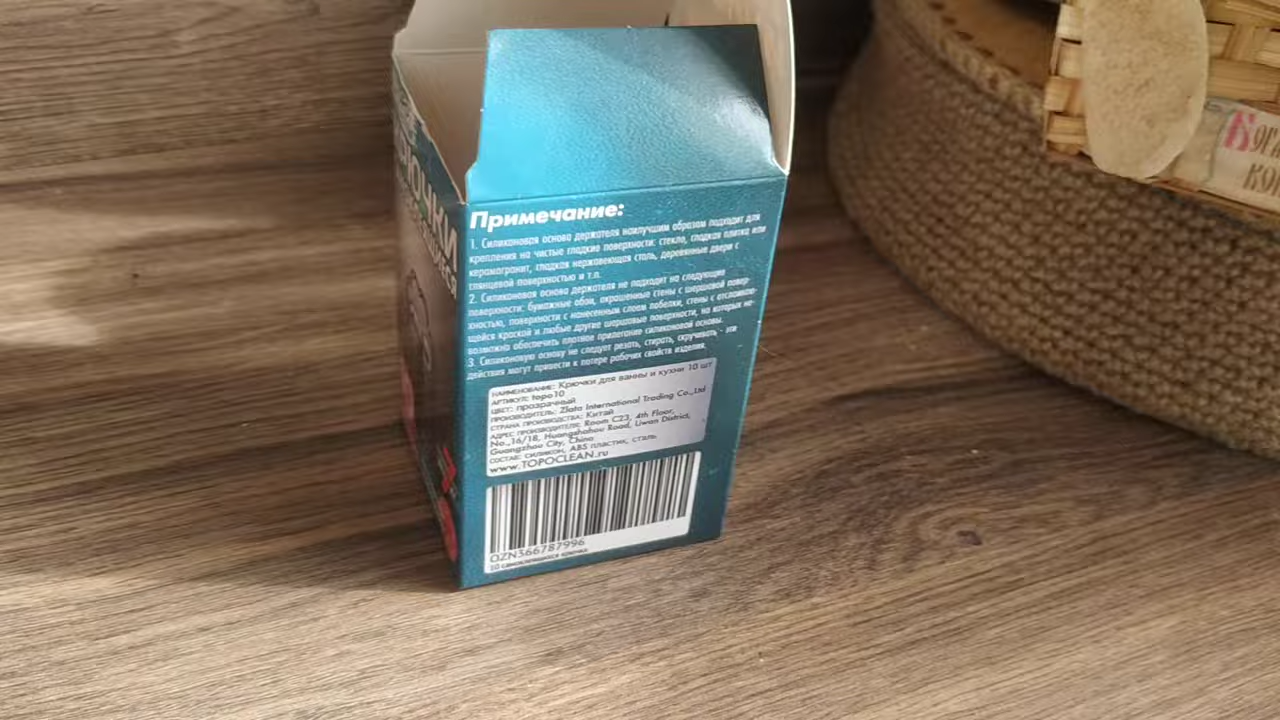 Примечание:
1. Силиконовая основа держателя наилучшим образом подходит для
крепления на чистые гладкие поверхности: стекло, гладкая плитка или
керамогранит, гладкая нержавеющая сталь, деревянные двери с
глянцевой поверхностью и т.п.
2. Силиконовая основа держателя не подходит на следующие
поверхности: бумажные обои, окрашенные стены с шершавой повер-
хностью, поверхности с нанесенным слоем побелки, стены с отслаиваю-
щейся краской и любые другие шершавые поверхности, на которых не-
возможно обеспечить плотное прилегание силиконовой основы.
3. Силиконовую основу не следует резать, стирать, скручивать - эти
действия могут привести к потере рабочих свойств изделия.
НАИМЕНОВАНИЕ: Крючки для ванны и кухни 10 шт
АРТИКУЛ: topo10
ЦВЕТ: прозрачный
ПРОИЗВОДИТЕЛЬ: Zlata International Trading Co.,Ltd
СТРАНА ПРОИЗВОДСТВА: Китай
АДРЕС ПРОИЗВОДИТЕЛЯ: Room C23, 4th Floor,
No.,16/18, Huangshahou Road, Liwan District,
Guangzhou City, China
СОСТАВ: силикон, ABS пластик, сталь
www.TOPOCLEAN.ru
OZN366787996
10 самоклеящихся крючка